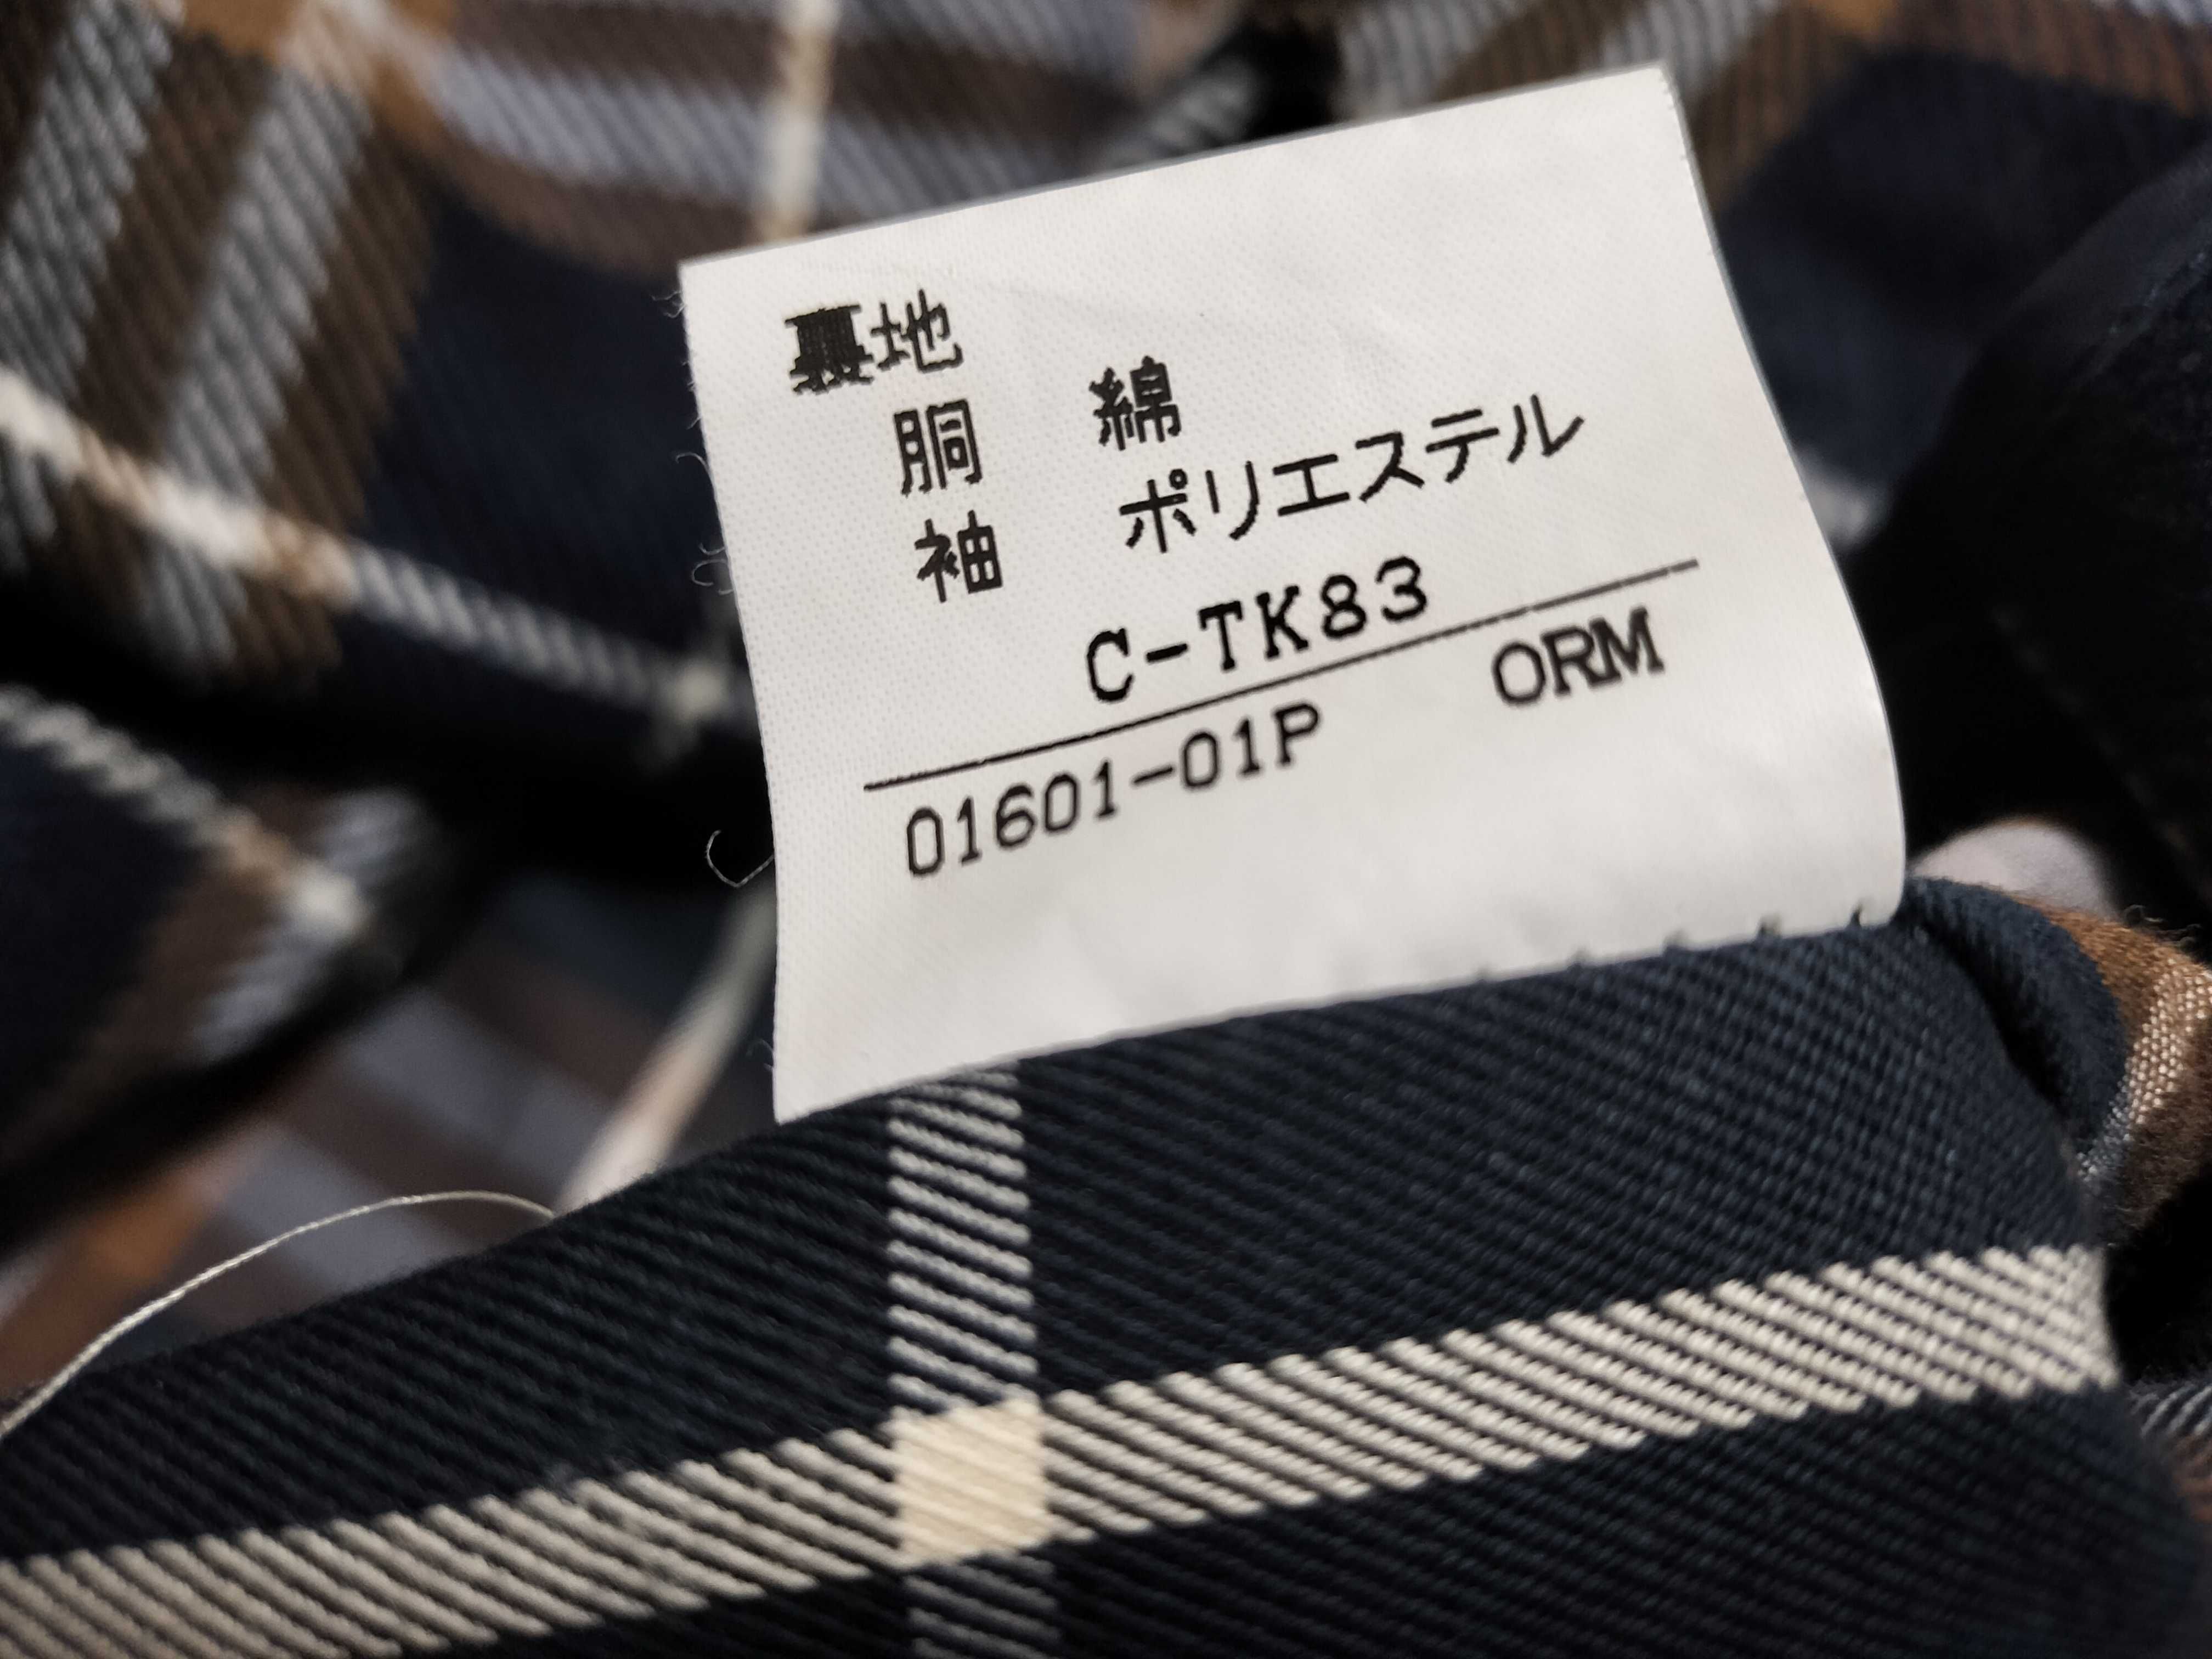 裏地
胴 綿
袖 ポリエステル
C-TK83
01601-01P ORM